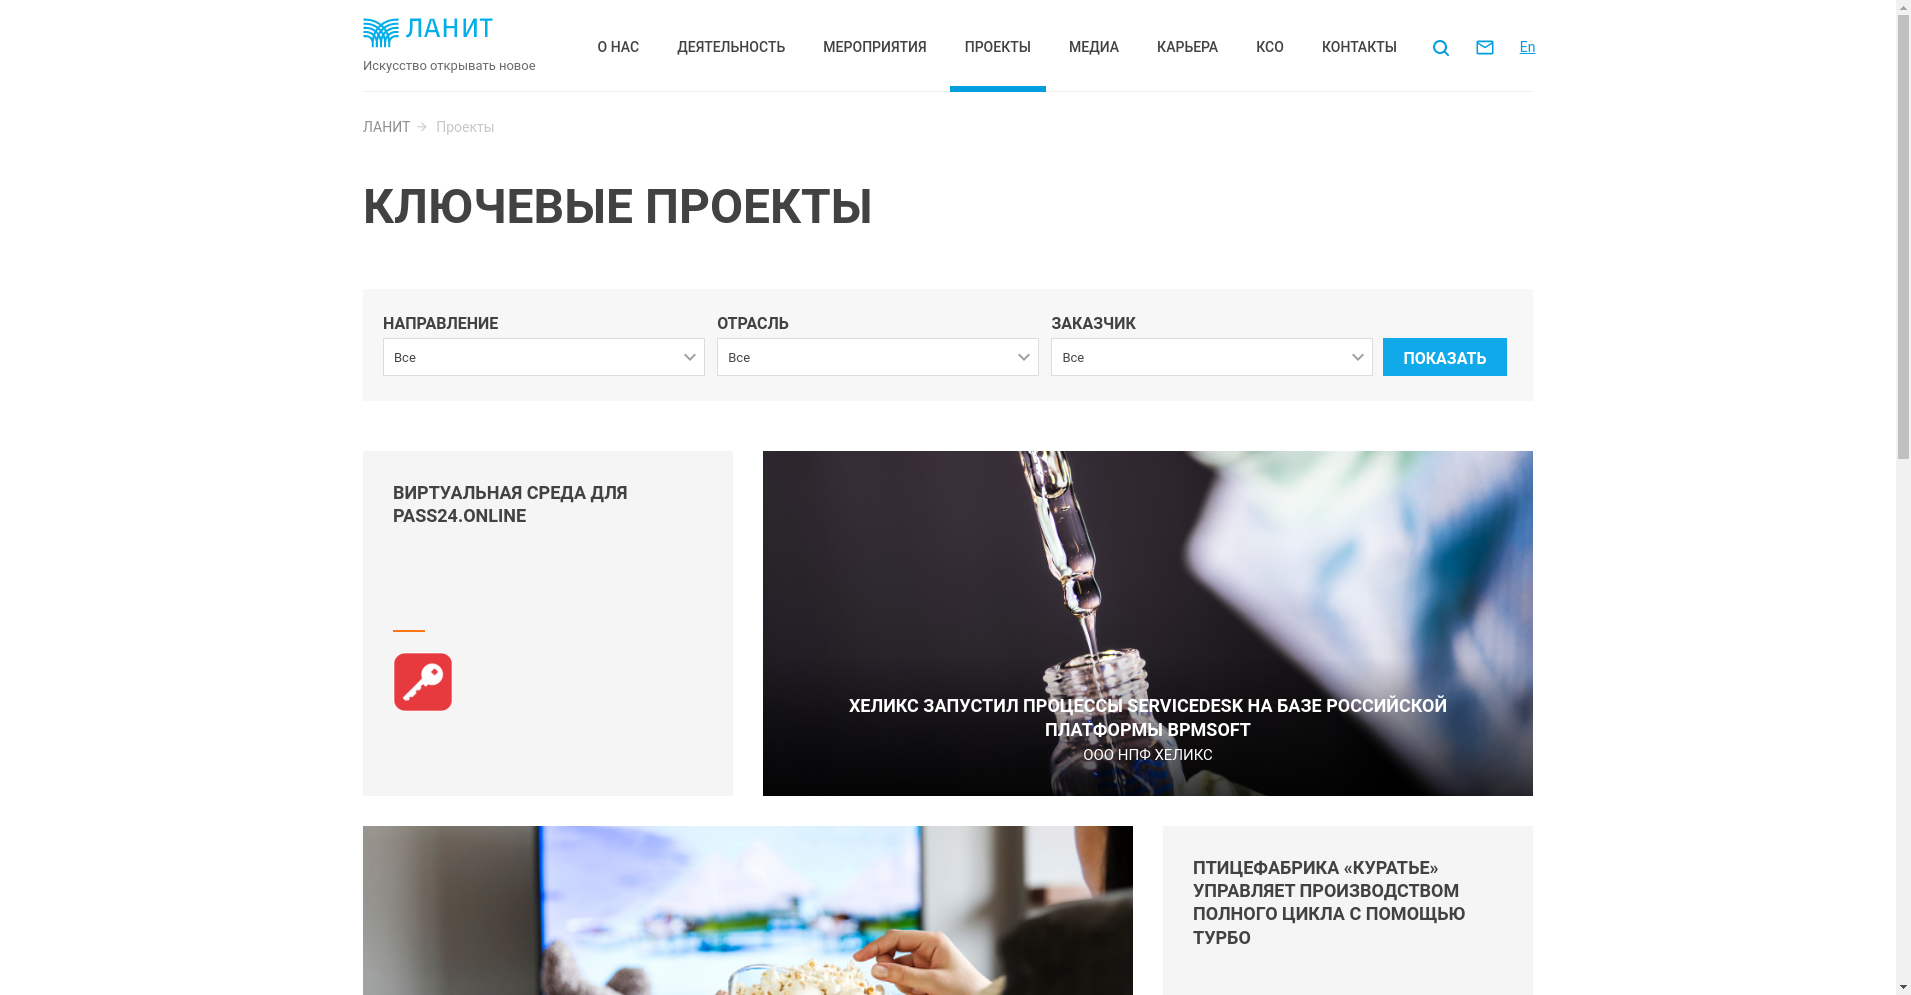 ЛАНИТ
Искусство открывать новое
О НАС
ДЕЯТЕЛЬНОСТЬ
МЕРОПРИЯТИЯ
ПРОЕКТЫ
МЕДИА
КАРЬЕРА
КСО
КОНТАКТЫ
En
ЛАНИТ → Проекты
КЛЮЧЕВЫЕ ПРОЕКТЫ
НАПРАВЛЕНИЕ
Все
ОТРАСЛЬ
Все
ЗАКАЗЧИК
Все
ПОКАЗАТЬ
ВИРТУАЛЬНАЯ СРЕДА ДЛЯ
PASS24.ONLINE
ХЕЛИКС ЗАПУСТИЛ ПРОЦЕССЫ SERVICEDESK НА БАЗЕ РОССИЙСКОЙ
ПЛАТФОРМЫ BPMSOFT
ООО НПФ ХЕЛИКС
ПТИЦЕФАБРИКА «КУРАТЬЕ»
УПРАВЛЯЕТ ПРОИЗВОДСТВОМ
ПОЛНОГО ЦИКЛА С ПОМОЩЬЮ
ТУРБО